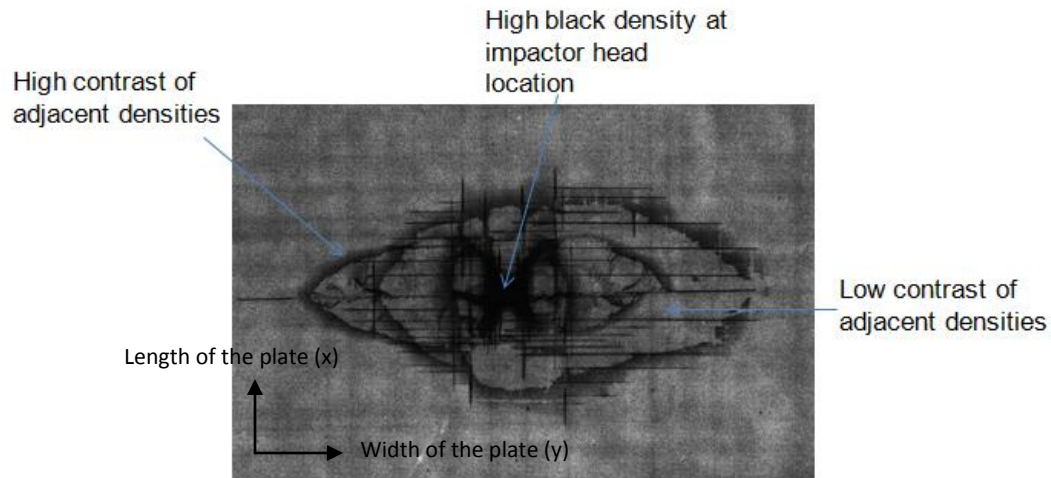 High black density at
impactor head
location
High contrast of
adjacent densities
Low contrast of
adjacent densities
Length of the plate (x)
Width of the plate (y)